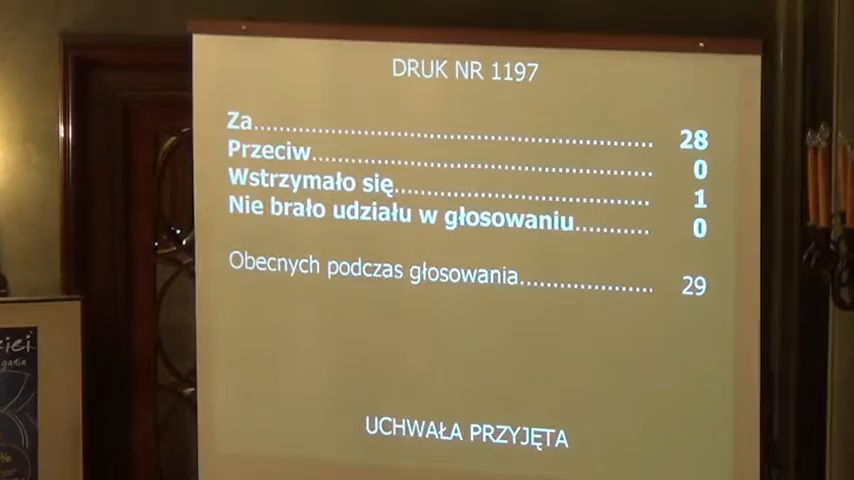 DRUK NR 1197
Za............................................................... 28
Przeciw...................................................... 0
Wstrzymało się........................................ 1
Nie brało udziału w głosowaniu........... 0
Obecnych podczas głosowania.................... 29
UCHWAŁA PRZYJĘTA